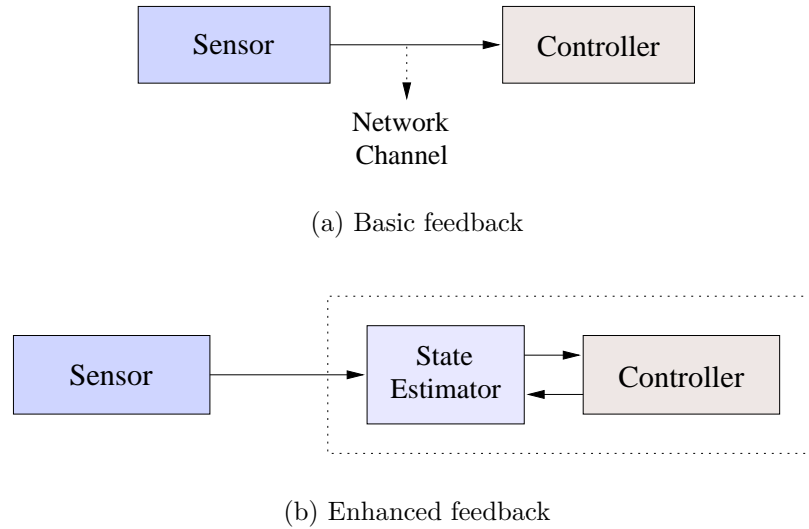 Sensor
Controller
Network
Channel
(a) Basic feedback
Sensor
State
Estimator
Controller
(b) Enhanced feedback